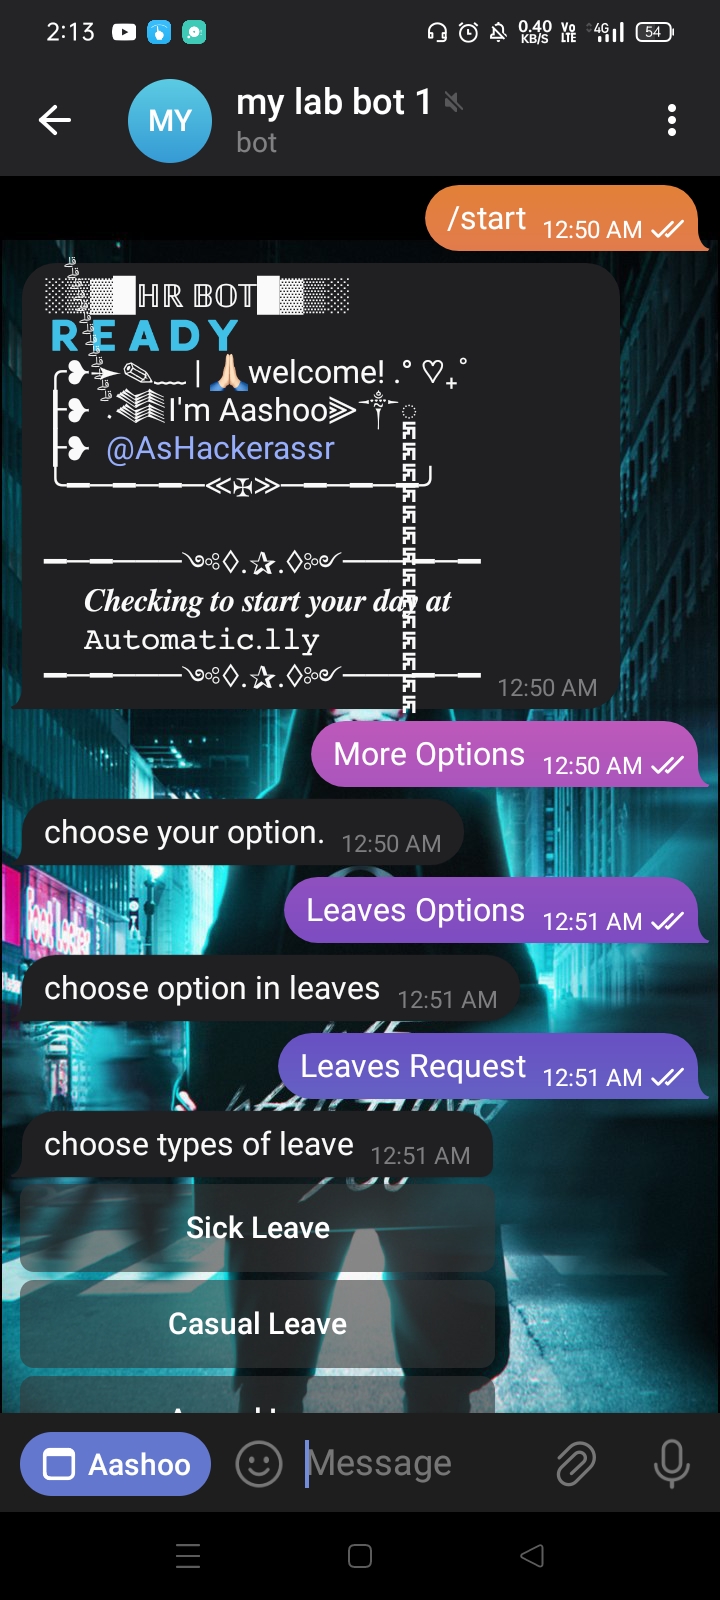 2:13
0.40 KB/S
Vo LTE
4G
54
MY
my lab bot 1
bot
/start 12:50 AM
░▒▓█ℍℝ 𝔹𝕆𝕋█▓▒░
READY
╭❥➢✎﹏ | 🙏🏻welcome! .° ♡₊˚
┣❥ .I'm Aashoo⫸
┣❥ @AsHackerassr
╰━─━─━─≪✠≫─━─━─━╯
━─━────༺༻◊.✰.◊────━─━
𝑪𝒉𝒆𝒄𝒌𝒊𝒏𝒈 𝒕𝒐 𝒔𝒕𝒂𝒓𝒕 𝒚𝒐𝒖𝒓 𝒅𝒂𝒚 𝒂𝒕
𝙰𝚞𝚝𝚘𝚖𝚊𝚝𝚒𝚌.𝚕𝚕𝚢
━─━────༺༻◊.✰.◊────━─━
12:50 AM
More Options 12:50 AM
choose your option. 12:50 AM
Leaves Options 12:51 AM
choose option in leaves 12:51 AM
Foot Locker
Leaves Request 12:51 AM
choose types of leave 12:51 AM
YOU
Sick Leave
Casual Leave
Aashoo
Message